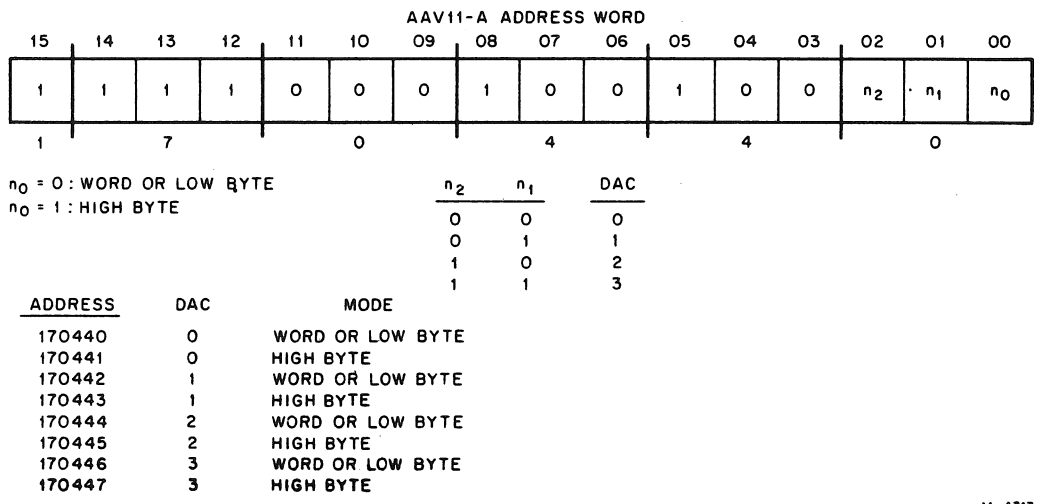 AAV11-A ADDRESS WORD
15 14 13 12 11 10 09 08 07 06 05 04 03 02 01 00
1 1 1 1 0 0 0 1 0 0 1 0 0 n2 n1 n0
1 7 0 4 4 0
n0 = 0 : WORD OR LOW BYTE
n0 = 1 : HIGH BYTE
n2 n1 DAC
0 0 0
0 1 1
1 0 2
1 1 3
ADDRESS DAC MODE
170440 0 WORD OR LOW BYTE
170441 0 HIGH BYTE
170442 1 WORD OR LOW BYTE
170443 1 HIGH BYTE
170444 2 WORD OR LOW BYTE
170445 2 HIGH BYTE
170446 3 WORD OR LOW BYTE
170447 3 HIGH BYTE